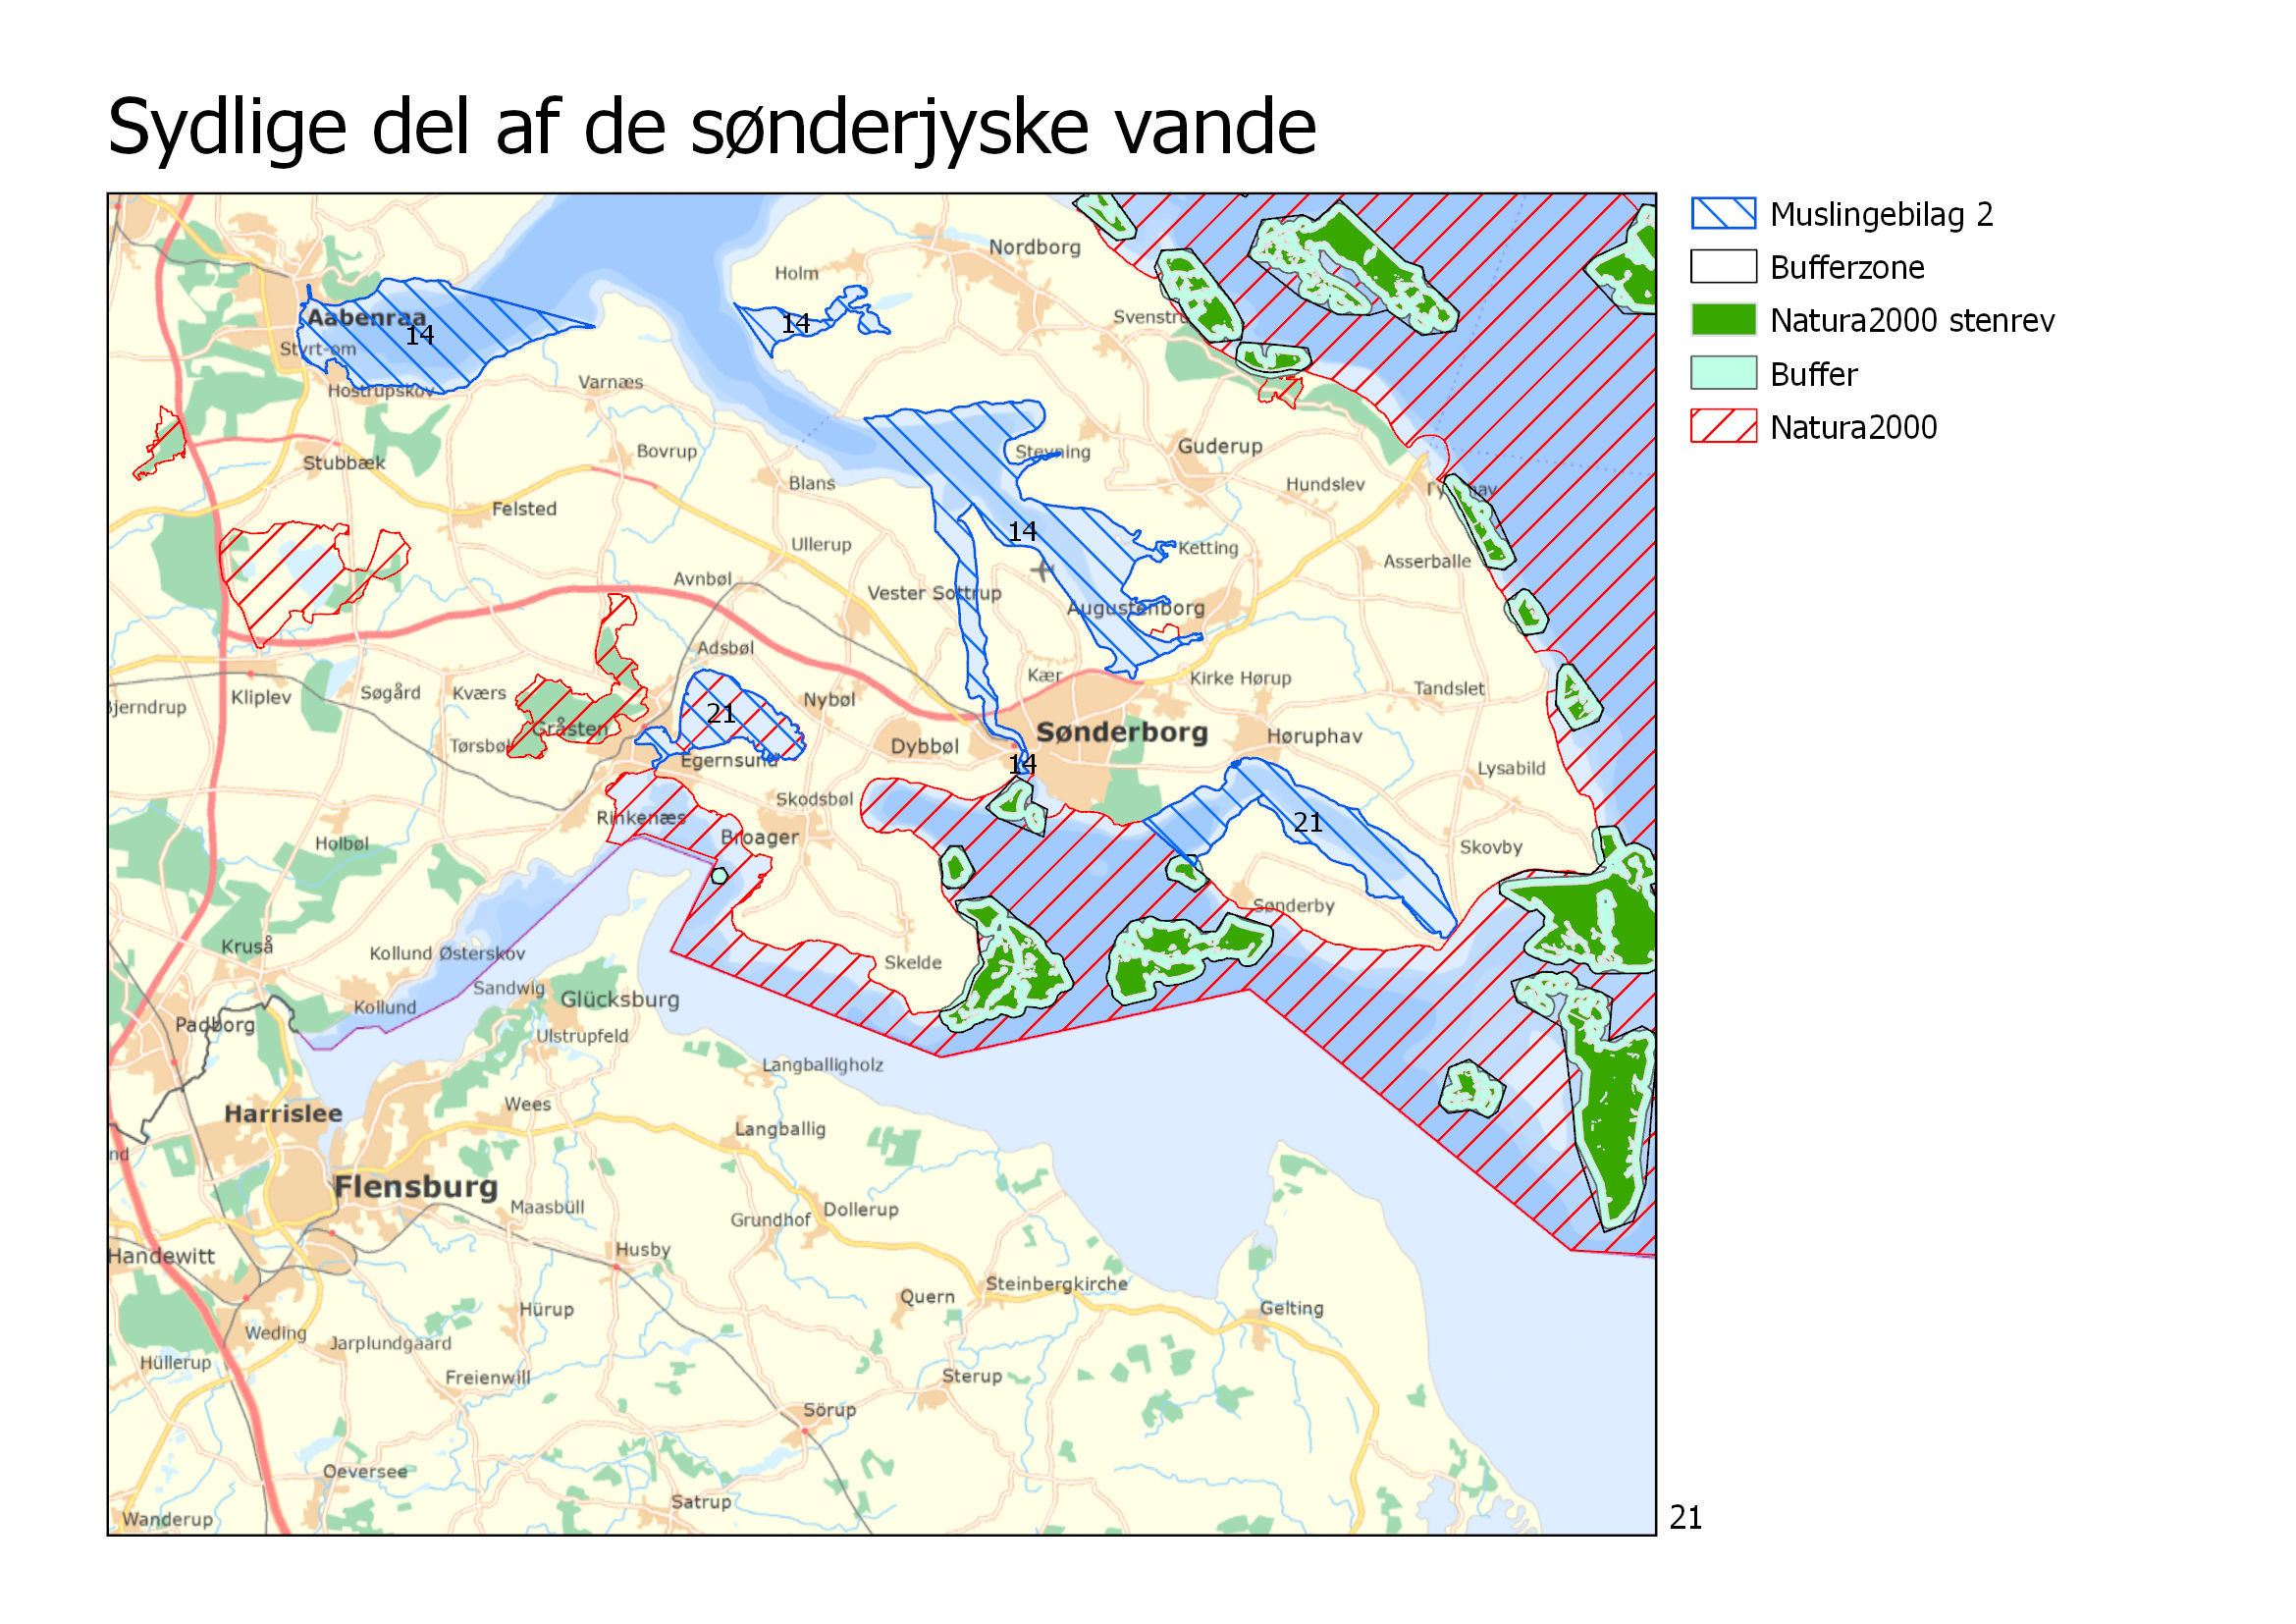 Sydlige del af de sønderjyske vande
Muslingebilag 2
Bufferzone
Natura2000 stenrev
Buffer
Natura2000
Nordborg
Holm
14
Aabenraa
14
Svenstru
Styrt-om
Hostrupskov
Varnæs
Stevning
Guderup
Bovrup
Stubbæk
Blans
Hundslev
Felsted
14
Ullerup
Ketting
Asserballe
Avnbøl
Vester Sottrup
Augustenborg
Adsbøl
Kær
Kirke Hørup
Tandslet
Kliplev
Søgård
Kværs
Nybøl
Bjerndrup
21
Gråsten
Sønderborg
Høruphav
Tørsbøl
Dybbøl
Egernsund
14
Lysabild
Skodsbøl
Rinkenæs
21
Broager
Holbøl
Skovby
Sønderby
Kruså
Kollund Østerskov
Skelde
Sandwig
Glücksburg
Kollund
Padborg
Ulstrupfeld
Langballigholz
Harrislee
Wees
Langballig
nd
Flensburg
Maasbüll
Grundhof
Dollerup
Handewitt
Husby
Steinbergkirche
Quern
Hürup
Gelting
Weding
Jarplundgaard
Hüllerup
Freienwill
Sterup
Sörup
Oeversee
Satrup
Wanderup
21